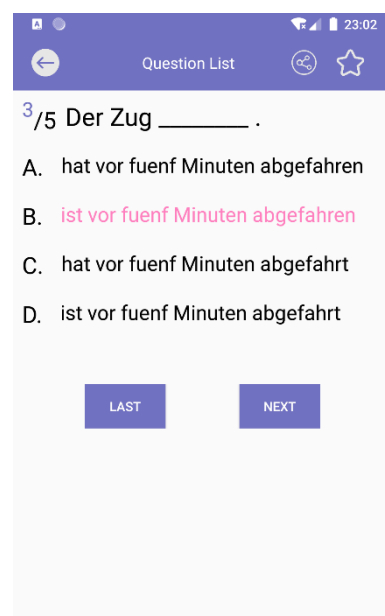 A 23:02
Question List
3/5 Der Zug ________ .
A. hat vor fuenf Minuten abgefahren
B. ist vor fuenf Minuten abgefahren
C. hat vor fuenf Minuten abgefahrt
D. ist vor fuenf Minuten abgefahrt
LAST NEXT